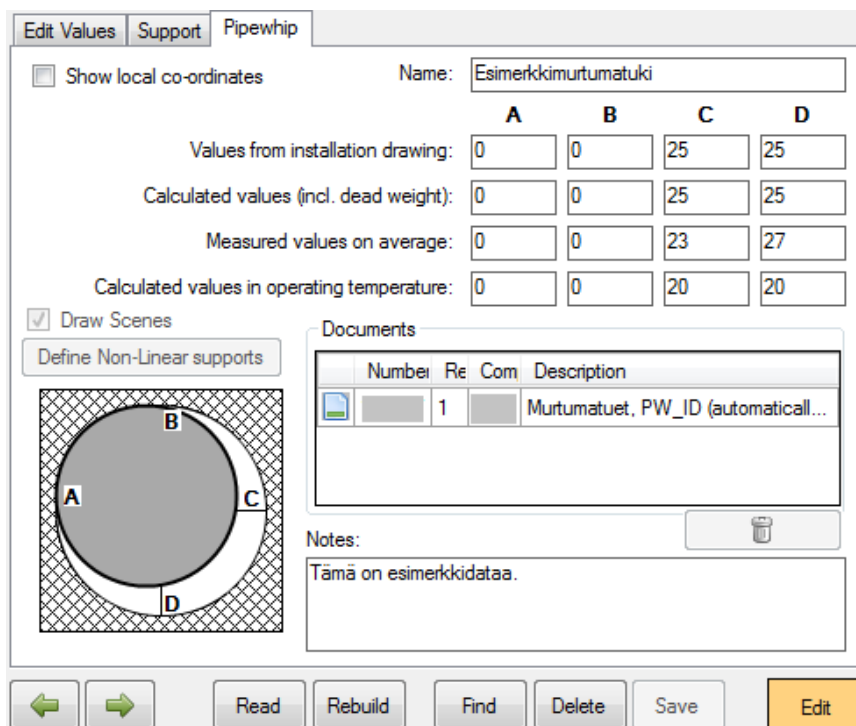 Edit Values Support Pipewhip
Show local co-ordinates Name: Esimerkkimurtumatuki
A B C D
Values from installation drawing: 0 0 25 25
Calculated values (incl. dead weight): 0 0 25 25
Measured values on average: 0 0 23 27
Calculated values in operating temperature: 0 0 20 20
Draw Scenes
Documents
Define Non-Linear supports
Number Re Com Description
1 Murtumatuet, PW_ID (automaticall...
B
A
C
D
Notes:
Tämä on esimerkkidataa.
Read Rebuild Find Delete Save Edit